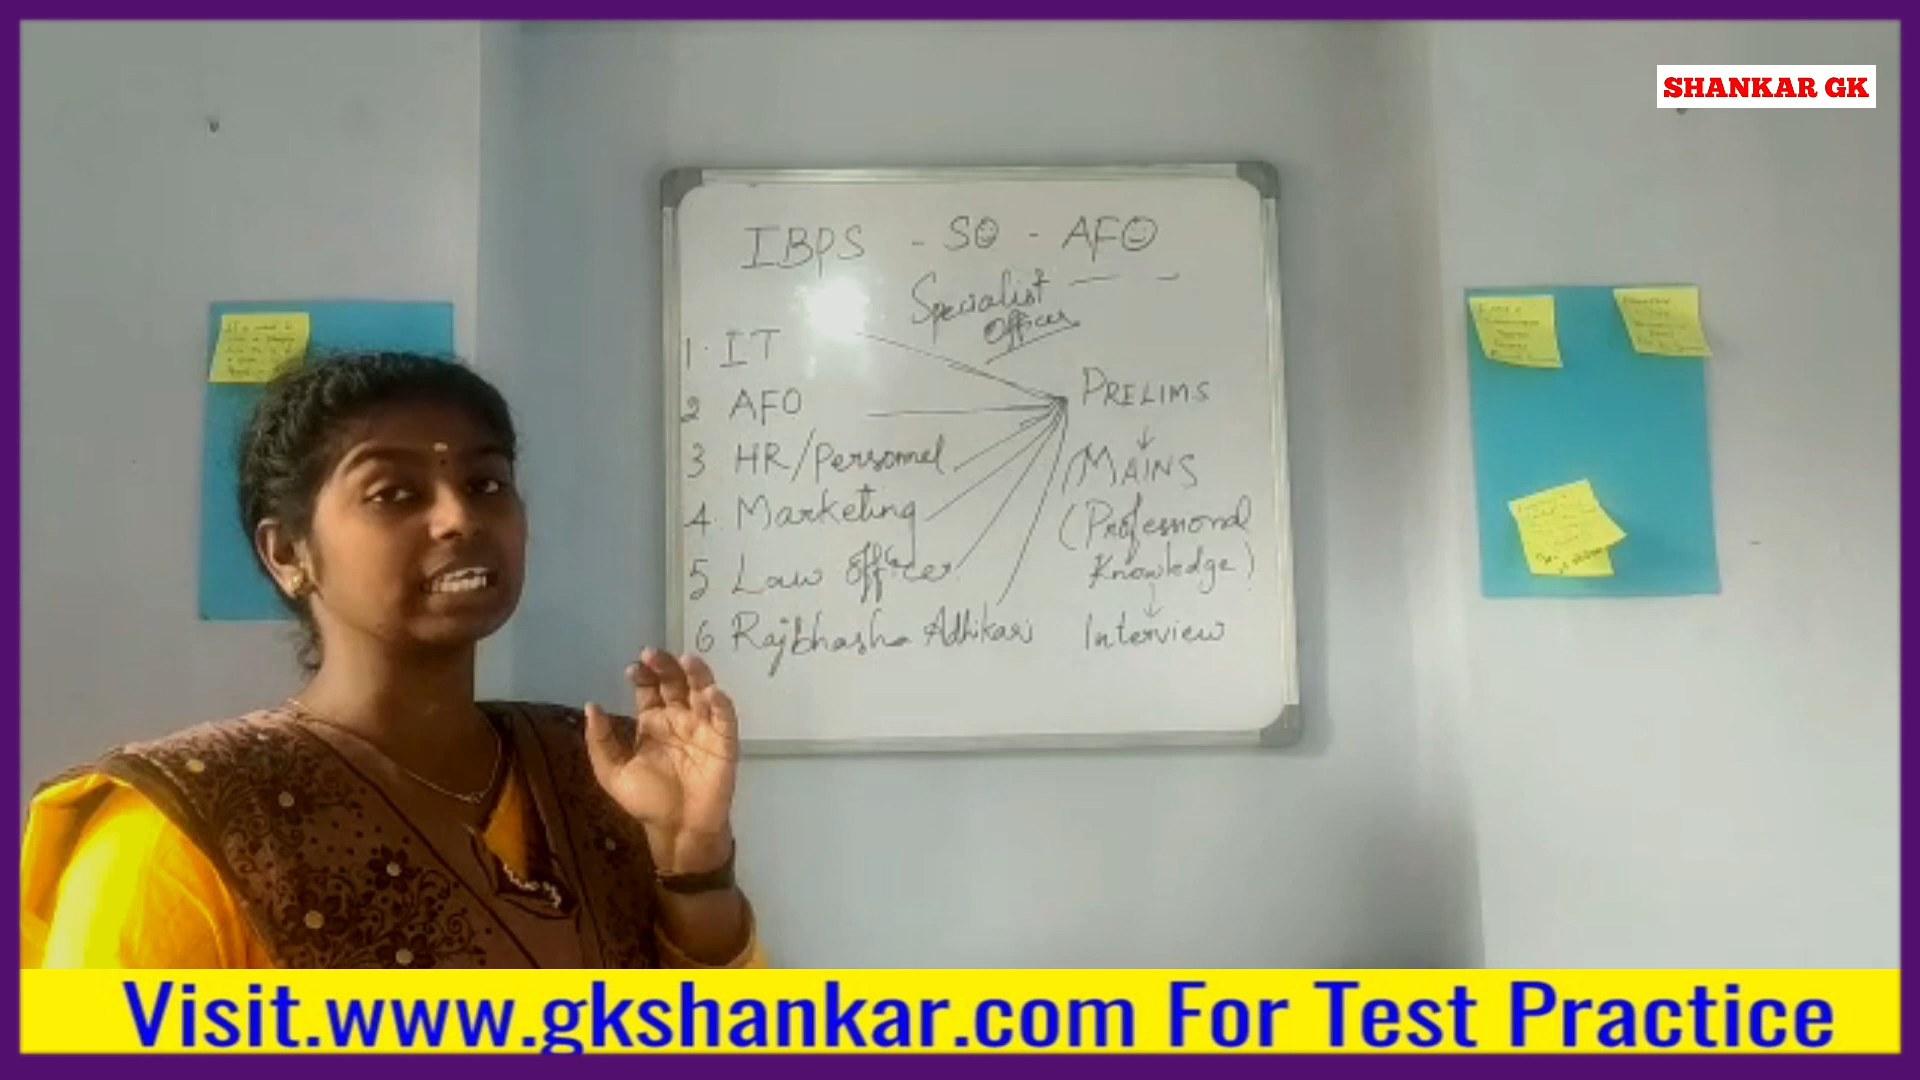 SHANKAR GK
IBPS - SO - AFO
Specialist
Officer
1. IT
2 AFO
3 HR/Personnel
4. Marketing
5 Law Officer
6 Rajbhasha Adhikari
PRELIMS
MAINS
(Professional
Knowledge)
Interview
Visit.www.gkshankar.com For Test Practice